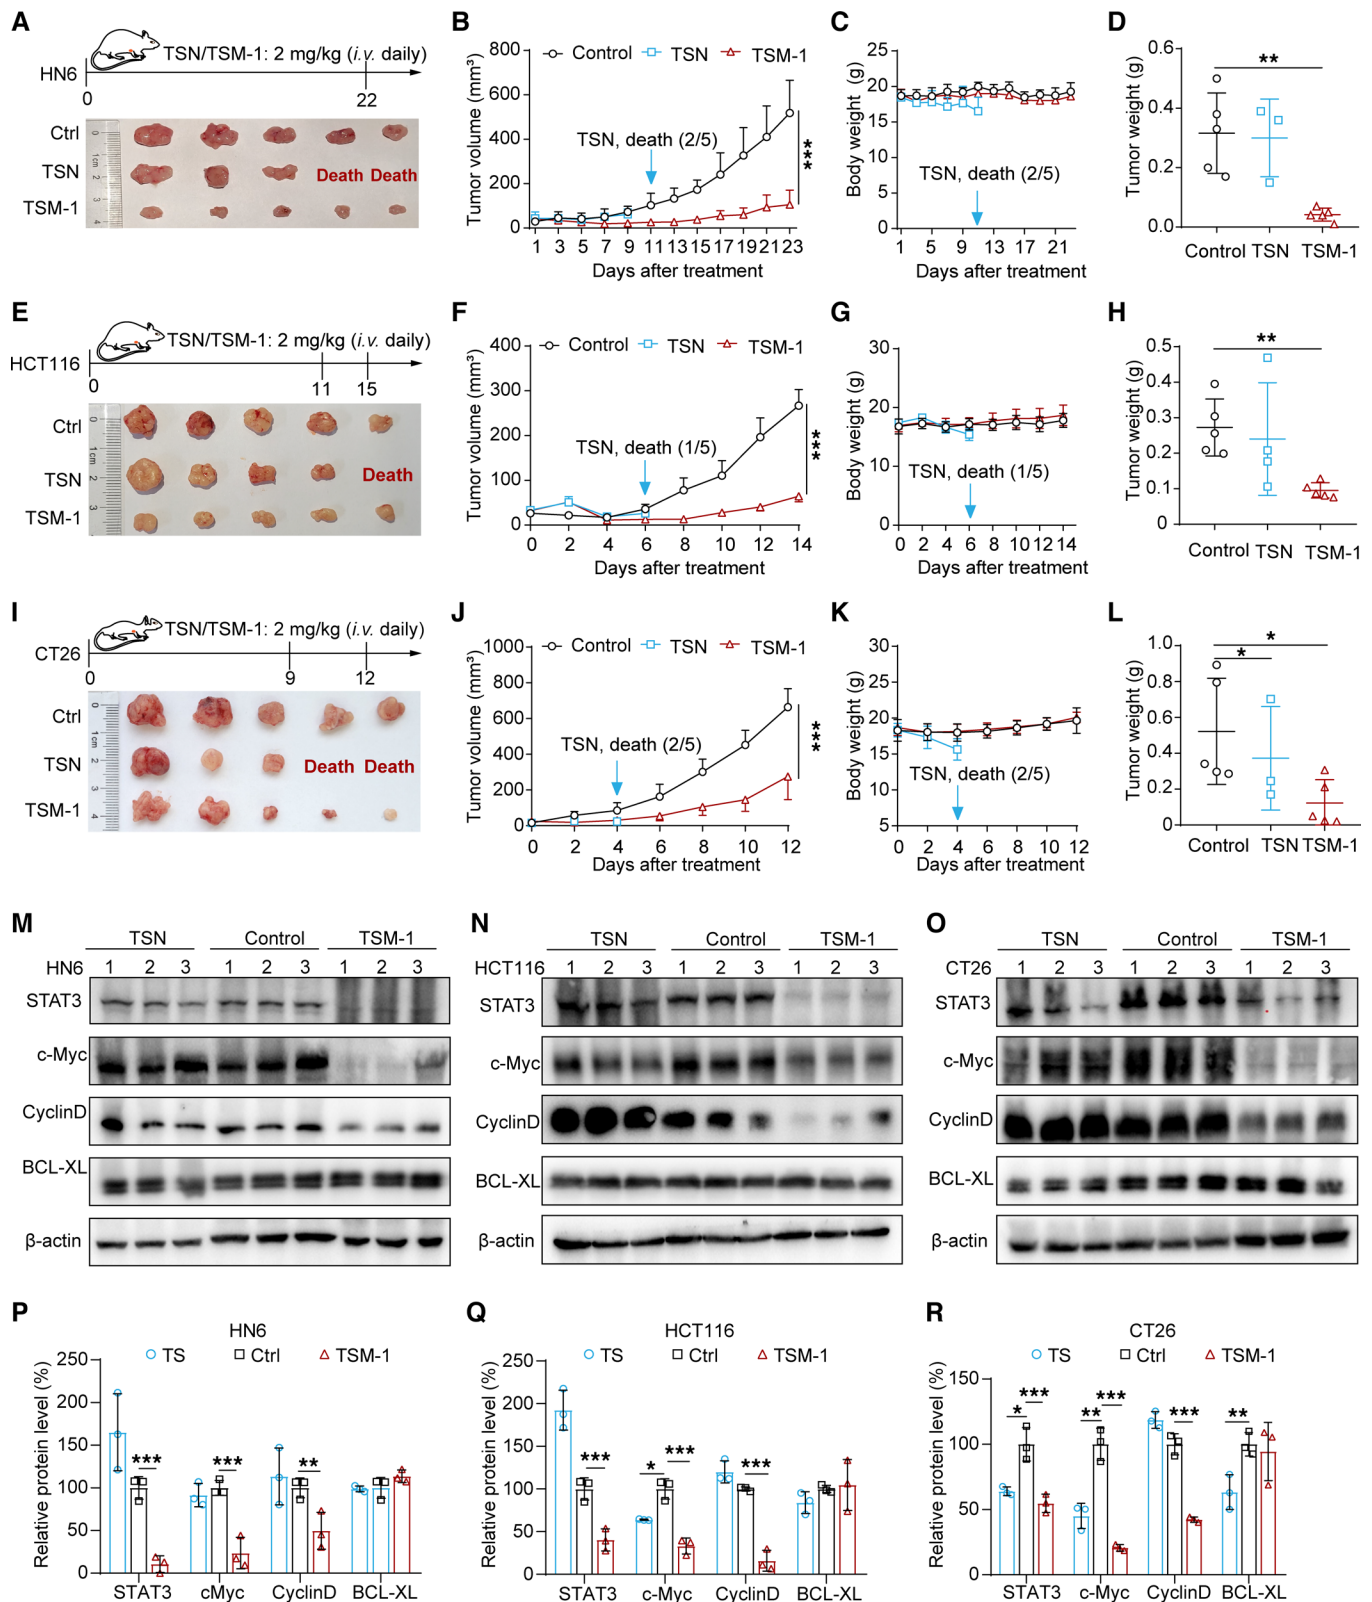 A
TSN/TSM-1: 2 mg/kg (i.v. daily)
HN6
0
22
Ctrl
TSN
Death Death
TSM-1
0
1cm
2
3
4
B
Control TSN TSM-1
Tumor volume (mm³)
800
600
400
200
0
TSN, death (2/5)
***
1 3 5 7 9 11 13 15 17 19 21 23
Days after treatment
C
Body weight (g)
25
20
15
10
5
0
TSN, death (2/5)
1 5 9 13 17 21
Days after treatment
D
Tumor weight (g)
0.6
0.4
0.2
0.0
**
Control TSN TSM-1
E
TSN/TSM-1: 2 mg/kg (i.v. daily)
HCT116
0
11 15
Ctrl
TSN
Death
TSM-1
0
1cm
2
3
F
Control TSN TSM-1
Tumor volume (mm³)
400
300
200
100
0
TSN, death (1/5)
***
0 2 4 6 8 10 12 14
Days after treatment
G
Body weight (g)
30
20
10
0
TSN, death (1/5)
0 2 4 6 8 10 12 14
Days after treatment
H
Tumor weight (g)
0.5
0.4
0.3
0.2
0.1
0
**
Control TSN TSM-1
I
TSN/TSM-1: 2 mg/kg (i.v. daily)
CT26
0
9 12
Ctrl
TSN
Death Death
TSM-1
0
1cm
2
3
4
J
Control TSN TSM-1
Tumor volume (mm³)
1000
800
600
400
200
0
TSN, death (2/5)
***
0 2 4 6 8 10 12
Days after treatment
K
Body weight (g)
30
25
20
15
10
5
TSN, death (2/5)
0 2 4 6 8 10 12
Days after treatment
L
Tumor weight (g)
1.0
0.8
0.6
0.4
0.2
0
*
*
Control TSN TSM-1
M
TSN Control TSM-1
HN6 1 2 3 1 2 3 1 2 3
STAT3
c-Myc
CyclinD
BCL-XL
β-actin
N
TSN Control TSM-1
HCT116 1 2 3 1 2 3 1 2 3
STAT3
c-Myc
CyclinD
BCL-XL
β-actin
O
TSN Control TSM-1
CT26 1 2 3 1 2 3 1 2 3
STAT3
c-Myc
CyclinD
BCL-XL
β-actin
P
HN6
TS Ctrl TSM-1
Relative protein level (%)
250
200
150
100
50
0
*** *** **
STAT3 cMyc CyclinD BCL-XL
Q
HCT116
TS Ctrl TSM-1
Relative protein level (%)
250
200
150
100
50
0
*** * *** ***
STAT3 c-Myc CyclinD BCL-XL
R
CT26
TS Ctrl TSM-1
Relative protein level (%)
150
100
50
0
* *** ** *** *** **
STAT3 c-Myc CyclinD BCL-XL